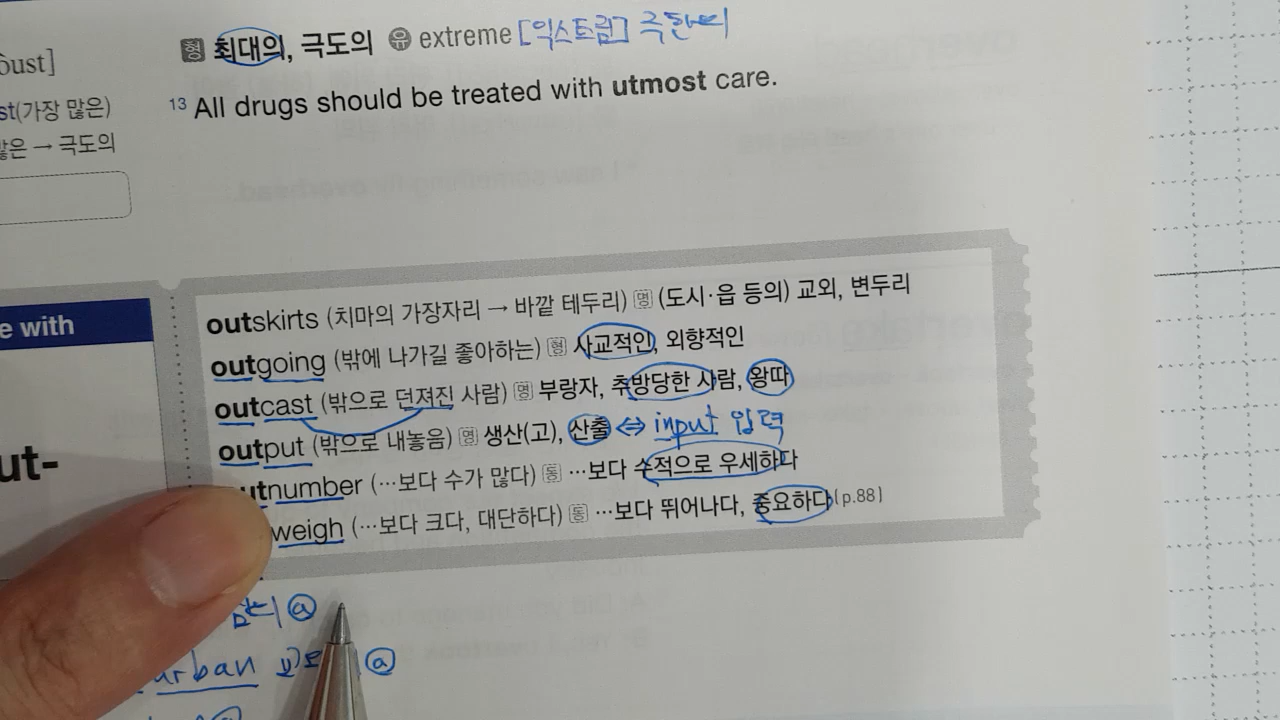 형 최대의, 극도의 유 extreme [익스트림] 극한의
13 All drugs should be treated with utmost care.
oust]
st(가장 많은)
많은 → 극도의
e with
ut-
outskirts (치마의 가장자리 → 바깥 테두리) 명 (도시·읍 등의) 교외, 변두리
outgoing (밖에 나가길 좋아하는) 형 사교적인, 외향적인
outcast (밖으로 던져진 사람) 명 부랑자, 추방당한 사람, 왕따
output (밖으로 내놓음) 명 생산(고), 산출 ⇔ input 입력
utnumber (…보다 수가 많다) 동 …보다 수적으로 우세하다
weigh (…보다 크다, 대단하다) 동 …보다 뛰어나다, 중요하다(p.88)
ⓐ
urban ⓐ